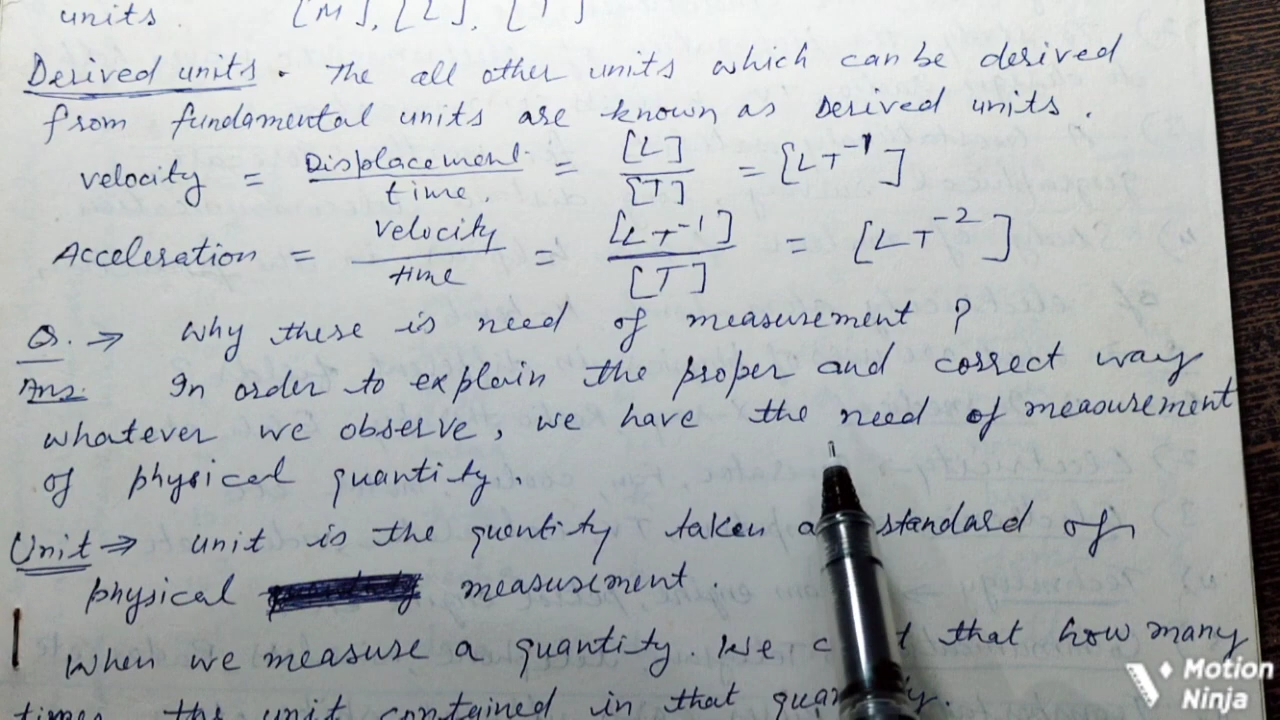 units. [M], [L], [T]
Derived units. The all other units which can be derived
from fundamental units are known as Derived units.
velocity = Displacement / time. = [L] / [T] = [LT⁻¹]
Acceleration = velocity / time = [LT⁻¹] / [T] = [LT⁻²]
Q. ⇒ Why there is need of measurement ?
Ans. In order to explain the proper and correct way
whatever we observe, we have the need of measurement
of physical quantity.
Unit ⇒ unit is the quantity taken standard of
physical measurement.
When we measure a quantity. We that how many
times the unit contained in that quantity.
Motion
Ninja